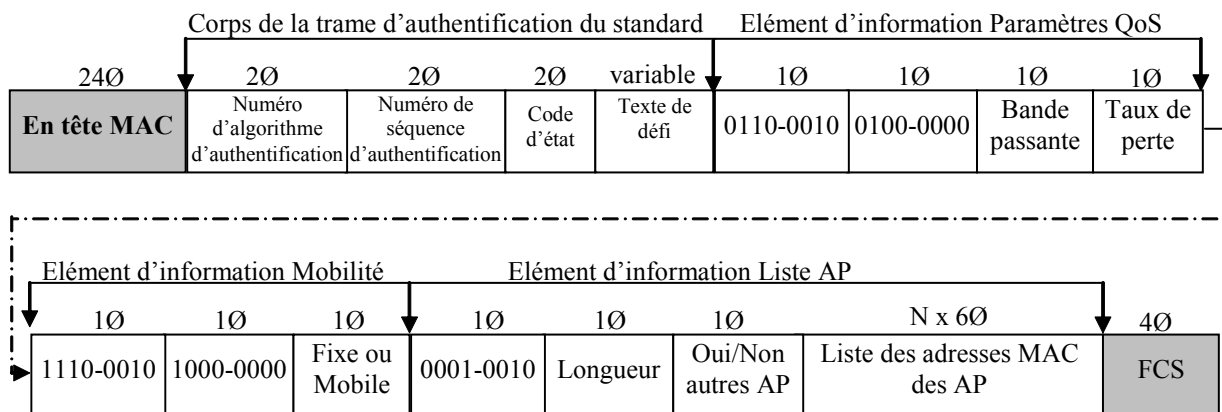 Corps de la trame d’authentification du standard Elément d’information Paramètres QoS
24Ø 2Ø 2Ø 2Ø variable 1Ø 1Ø 1Ø 1Ø
En tête MAC
Numéro
d’algorithme
d’authentification
Numéro de
séquence
d’authentification
Code
d’état
Texte de
défi
0110-0010
0100-0000
Bande
passante
Taux de
perte
Elément d’information Mobilité Elément d’information Liste AP
1Ø 1Ø 1Ø 1Ø 1Ø 1Ø N x 6Ø 4Ø
1110-0010
1000-0000
Fixe ou
Mobile
0001-0010
Longueur
Oui/Non
autres AP
Liste des adresses MAC
des AP
FCS